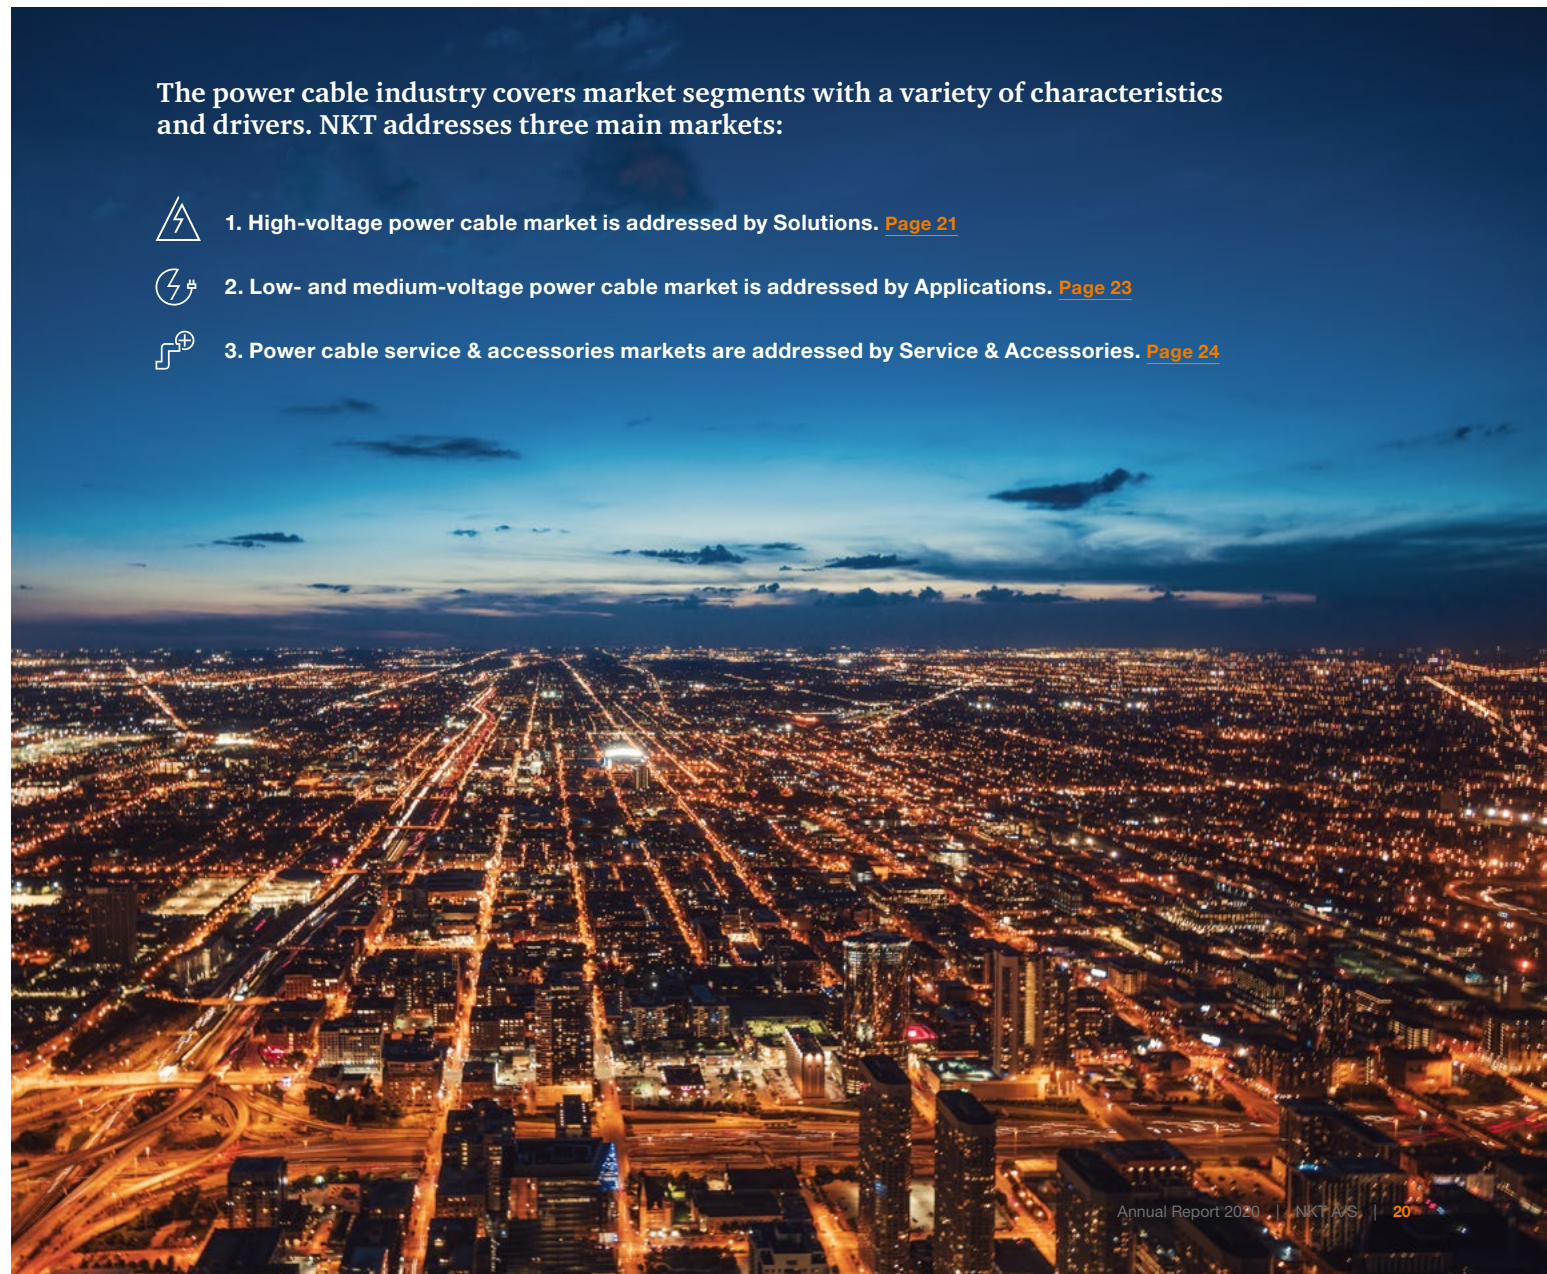 The power cable industry covers market segments with a variety of characteristics
and drivers. NKT addresses three main markets:
1. High-voltage power cable market is addressed by Solutions. Page 21
2. Low- and medium-voltage power cable market is addressed by Applications. Page 23
3. Power cable service & accessories markets are addressed by Service & Accessories. Page 24
Annual Report 2020 | NKT A/S | 20